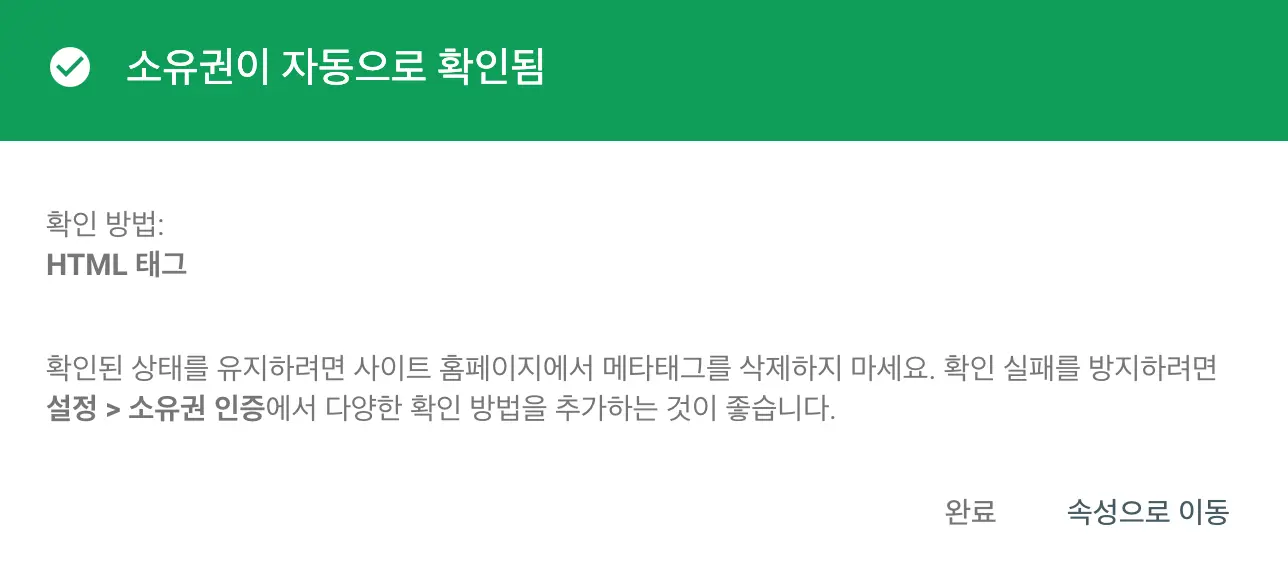 소유권이 자동으로 확인됨
확인 방법:
HTML 태그
확인된 상태를 유지하려면 사이트 홈페이지에서 메타태그를 삭제하지 마세요. 확인 실패를 방지하려면
설정 > 소유권 인증에서 다양한 확인 방법을 추가하는 것이 좋습니다.
완료 속성으로 이동